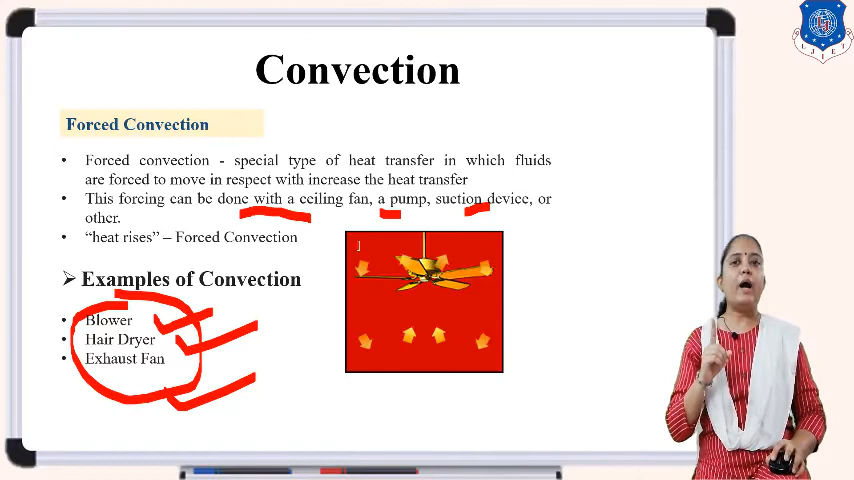 Convection
Forced Convection
• Forced convection - special type of heat transfer in which fluids
are forced to move in respect with increase the heat transfer
• This forcing can be done with a ceiling fan, a pump, suction device, or
other.
• “heat rises” – Forced Convection
➢ Examples of Convection
• Blower
• Hair Dryer
• Exhaust Fan
LJIET